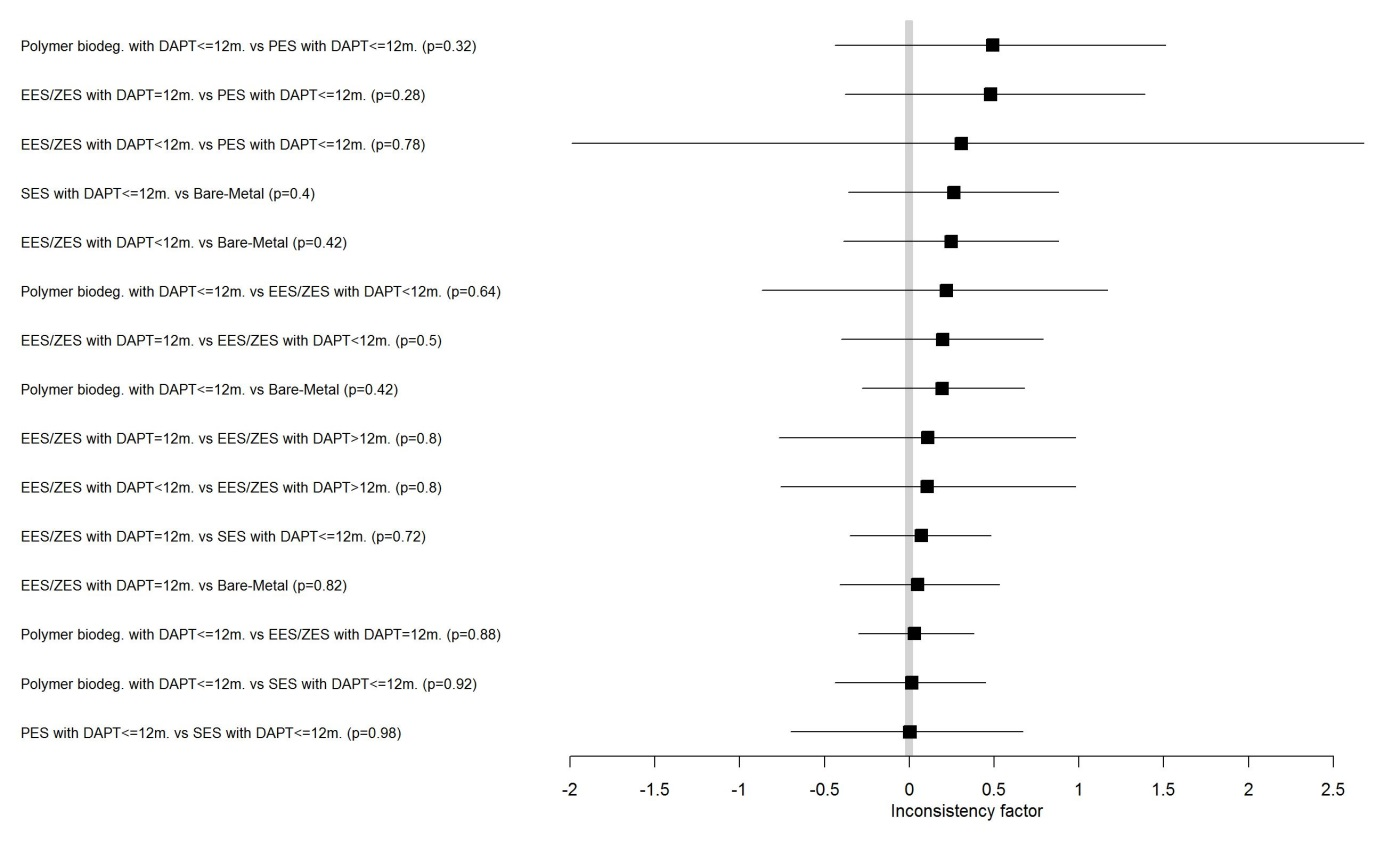 Polymer biodeg. with DAPT<=12m. vs PES with DAPT<=12m. (p=0.32)
EES/ZES with DAPT=12m. vs PES with DAPT<=12m. (p=0.28)
EES/ZES with DAPT<12m. vs PES with DAPT<=12m. (p=0.78)
SES with DAPT<=12m. vs Bare-Metal (p=0.4)
EES/ZES with DAPT<12m. vs Bare-Metal (p=0.42)
Polymer biodeg. with DAPT<=12m. vs EES/ZES with DAPT<12m. (p=0.64)
EES/ZES with DAPT=12m. vs EES/ZES with DAPT<12m. (p=0.5)
Polymer biodeg. with DAPT<=12m. vs Bare-Metal (p=0.42)
EES/ZES with DAPT=12m. vs EES/ZES with DAPT>12m. (p=0.8)
EES/ZES with DAPT<12m. vs EES/ZES with DAPT>12m. (p=0.8)
EES/ZES with DAPT=12m. vs SES with DAPT<=12m. (p=0.72)
EES/ZES with DAPT=12m. vs Bare-Metal (p=0.82)
Polymer biodeg. with DAPT<=12m. vs EES/ZES with DAPT=12m. (p=0.88)
Polymer biodeg. with DAPT<=12m. vs SES with DAPT<=12m. (p=0.92)
PES with DAPT<=12m. vs SES with DAPT<=12m. (p=0.98)
-2 -1.5 -1 -0.5 0 0.5 1 1.5 2 2.5
Inconsistency factor